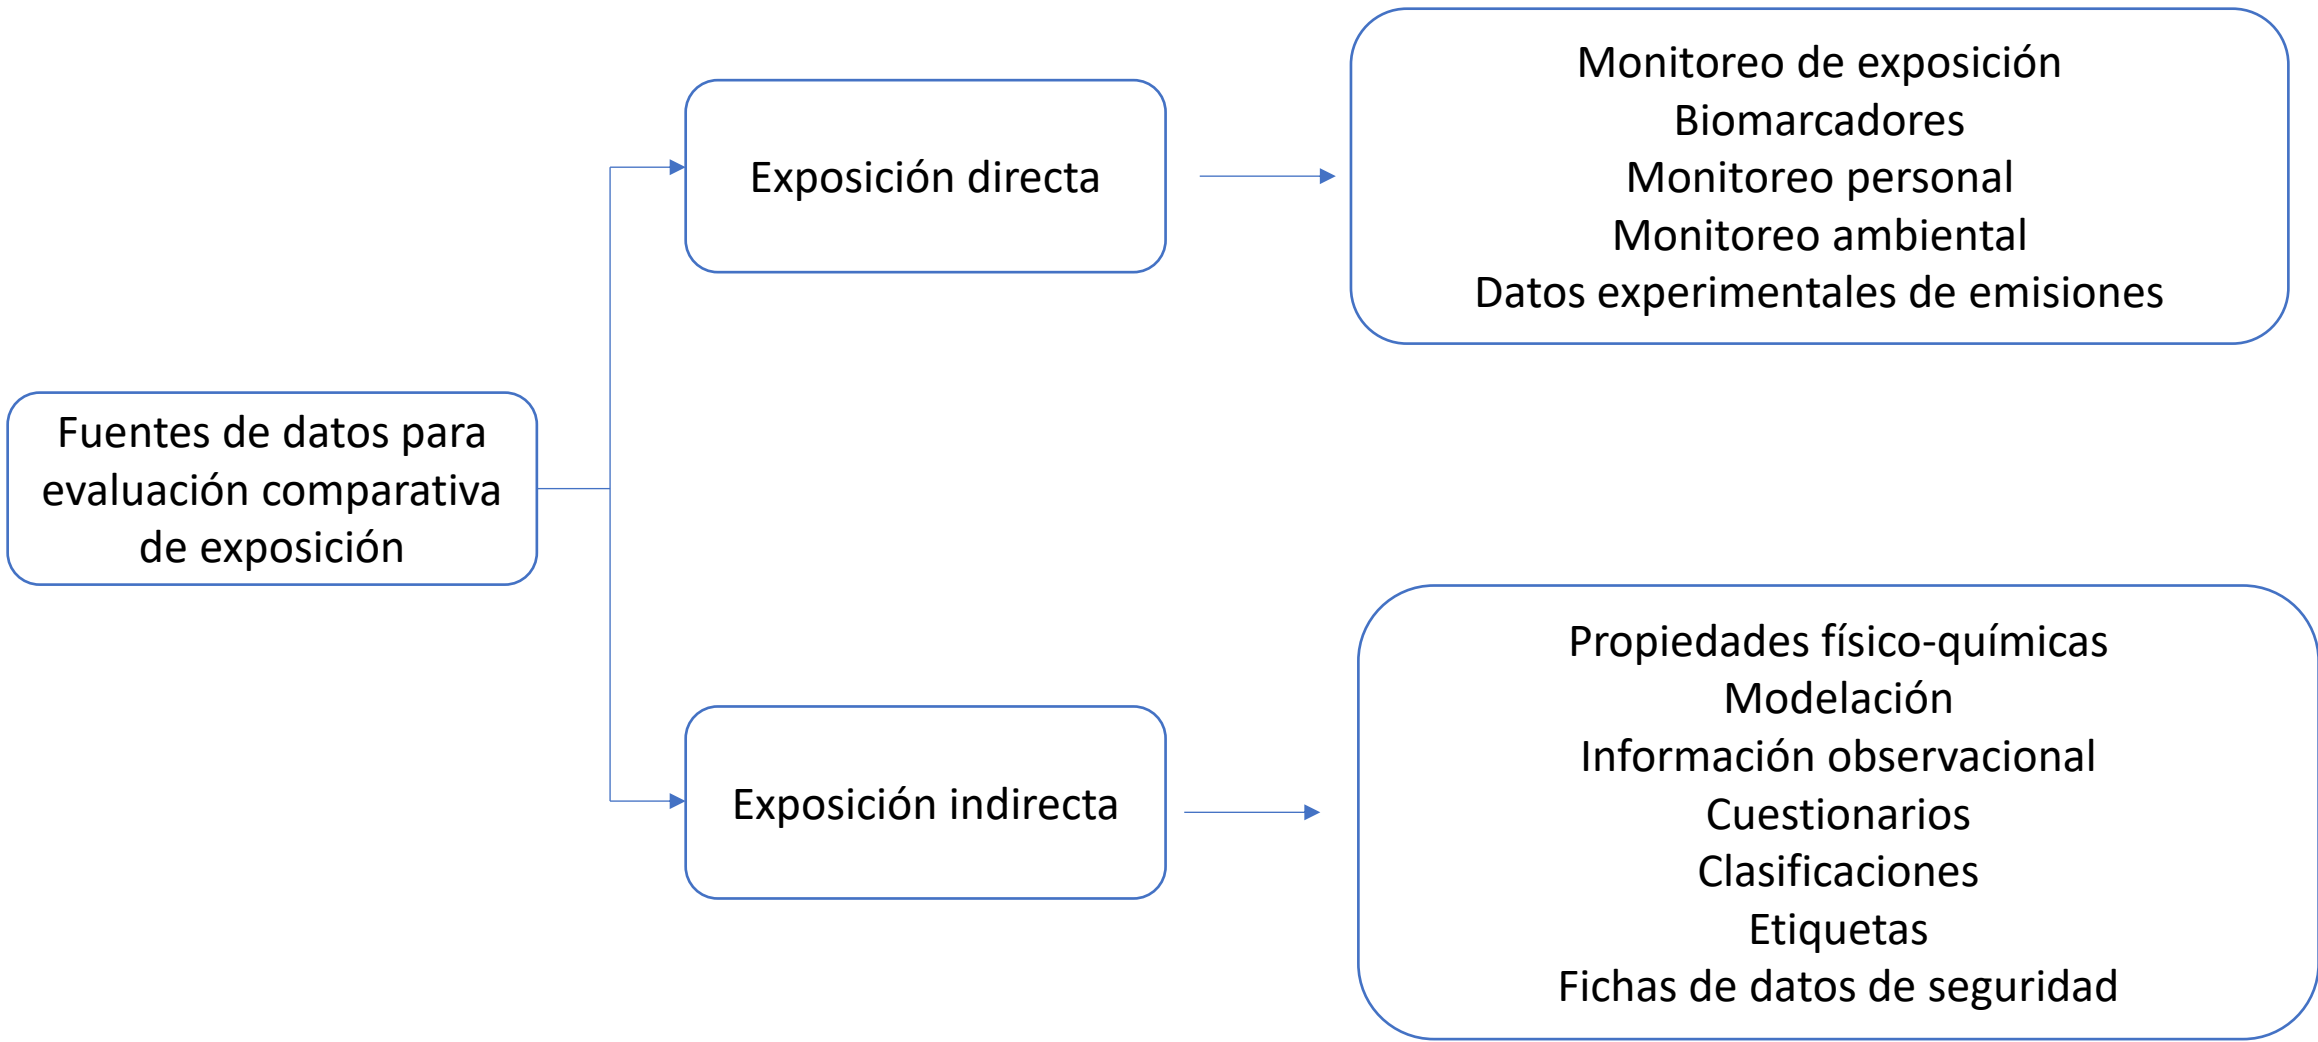 Fuentes de datos para
evaluación comparativa
de exposición
Exposición directa
Monitoreo de exposición
Biomarcadores
Monitoreo personal
Monitoreo ambiental
Datos experimentales de emisiones
Exposición indirecta
Propiedades físico-químicas
Modelación
Información observacional
Cuestionarios
Clasificaciones
Etiquetas
Fichas de datos de seguridad